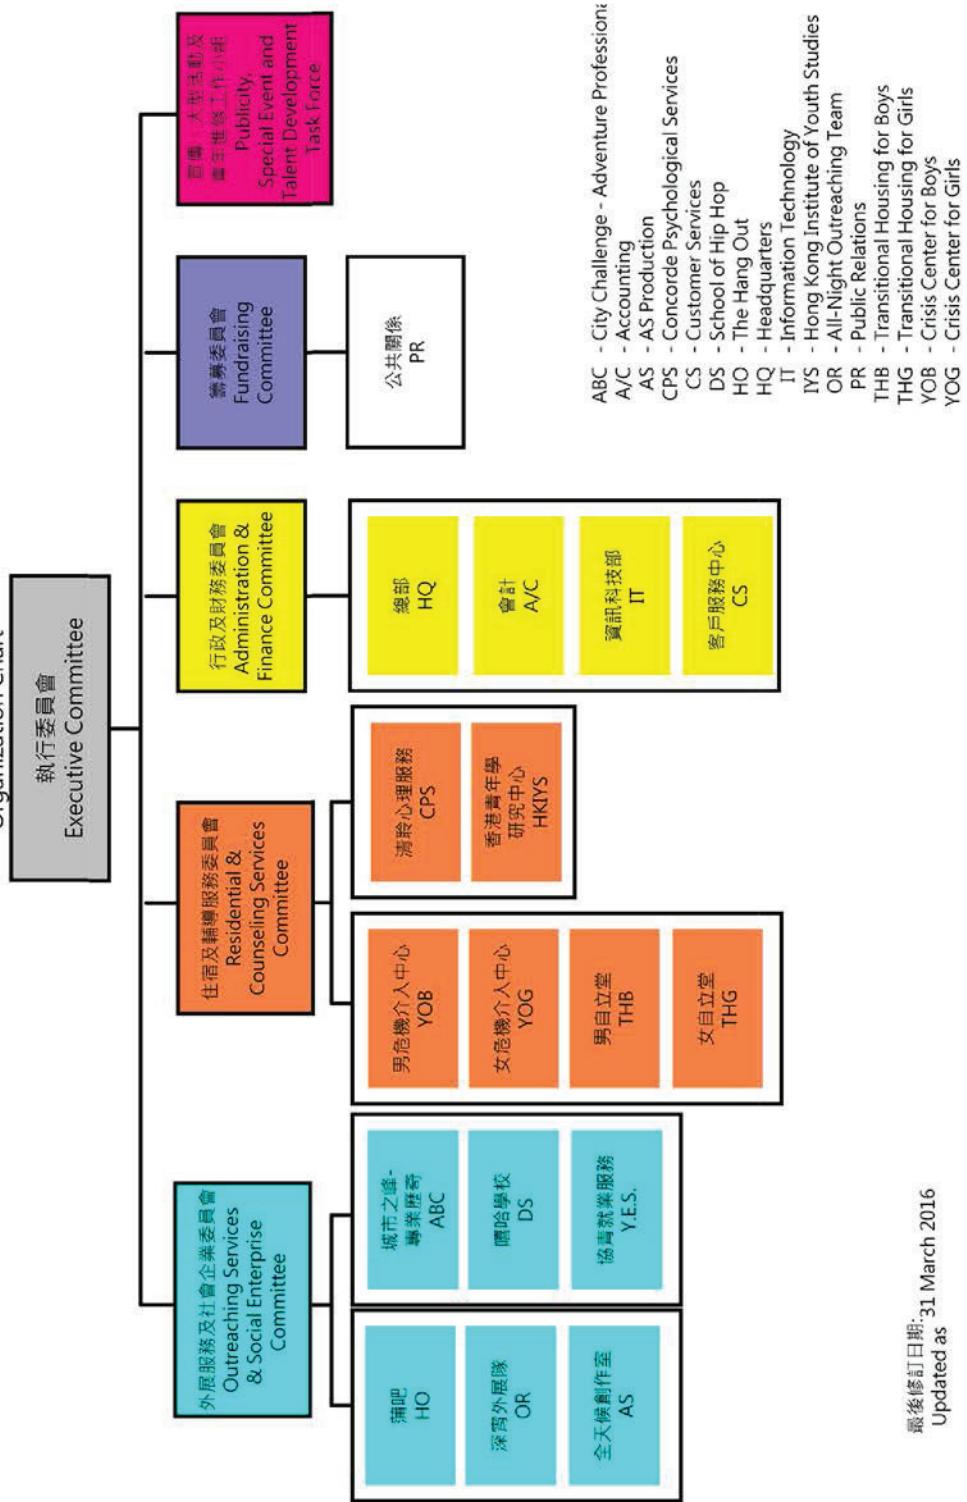 Organization Chart
執行委員會
Executive Committee
外展服務及社會企業委員會
Outreaching Services
& Social Enterprise
Committee
住宿及輔導服務委員會
Residential &
Counseling Services
Committee
行政及財務委員會
Administration &
Finance Committee
籌募委員會
Fundraising
Committee
宣傳、大型活動及
青年進修工作小組
Publicity,
Special Event and
Talent Development
Task Force
蒲吧
HO
深宵外展隊
OR
全天候創作室
AS
城市之峰-
專業歷奇
ABC
嘻哈學校
DS
協青就業服務
Y.E.S.
男危機介入中心
YOB
女危機介入中心
YOG
男自立堂
THB
女自立堂
THG
清聆心理服務
CPS
香港青年學
研究中心
HKIYS
總部
HQ
會計
A/C
資訊科技部
IT
客戶服務中心
CS
公共關係
PR
ABC - City Challenge - Adventure Professional
A/C - Accounting
AS - AS Production
CPS - Concorde Psychological Services
CS - Customer Services
DS - School of Hip Hop
HO - The Hang Out
HQ - Headquarters
IT - Information Technology
IYS - Hong Kong Institute of Youth Studies
OR - All-Night Outreaching Team
PR - Public Relations
THB - Transitional Housing for Boys
THG - Transitional Housing for Girls
YOB - Crisis Center for Boys
YOG - Crisis Center for Girls
最後修訂日期:
Updated as 31 March 2016